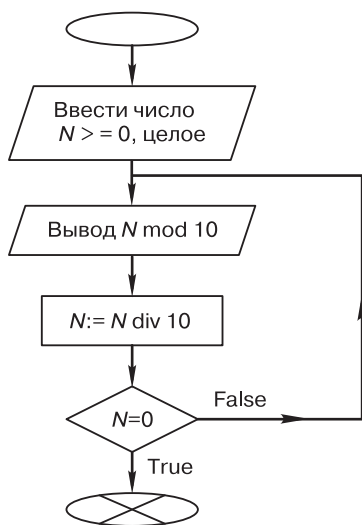 Ввести число
N > = 0, целое
Вывод N mod 10
N:= N div 10
N=0
False
True